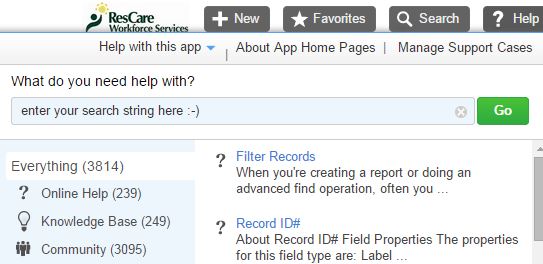 ResCare
Workforce Services
New
Favorites
Search
Help
Help with this app
About App Home Pages | Manage Support Cases
What do you need help with?
enter your search string here :-)
Go
Everything (3814)
Online Help (239)
Knowledge Base (249)
Community (3095)
Filter Records
When you're creating a report or doing an
advanced find operation, often you ...
Record ID#
About Record ID# Field Properties The properties
for this field type are: Label ...